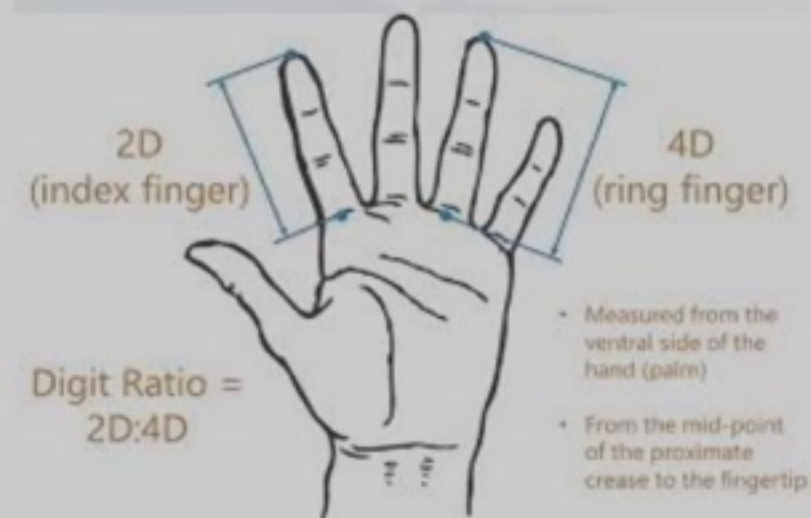 2D
(index finger)
4D
(ring finger)
Digit Ratio =
2D:4D
• Measured from the
ventral side of the
hand (palm)
• From the mid-point
of the proximate
crease to the fingertip